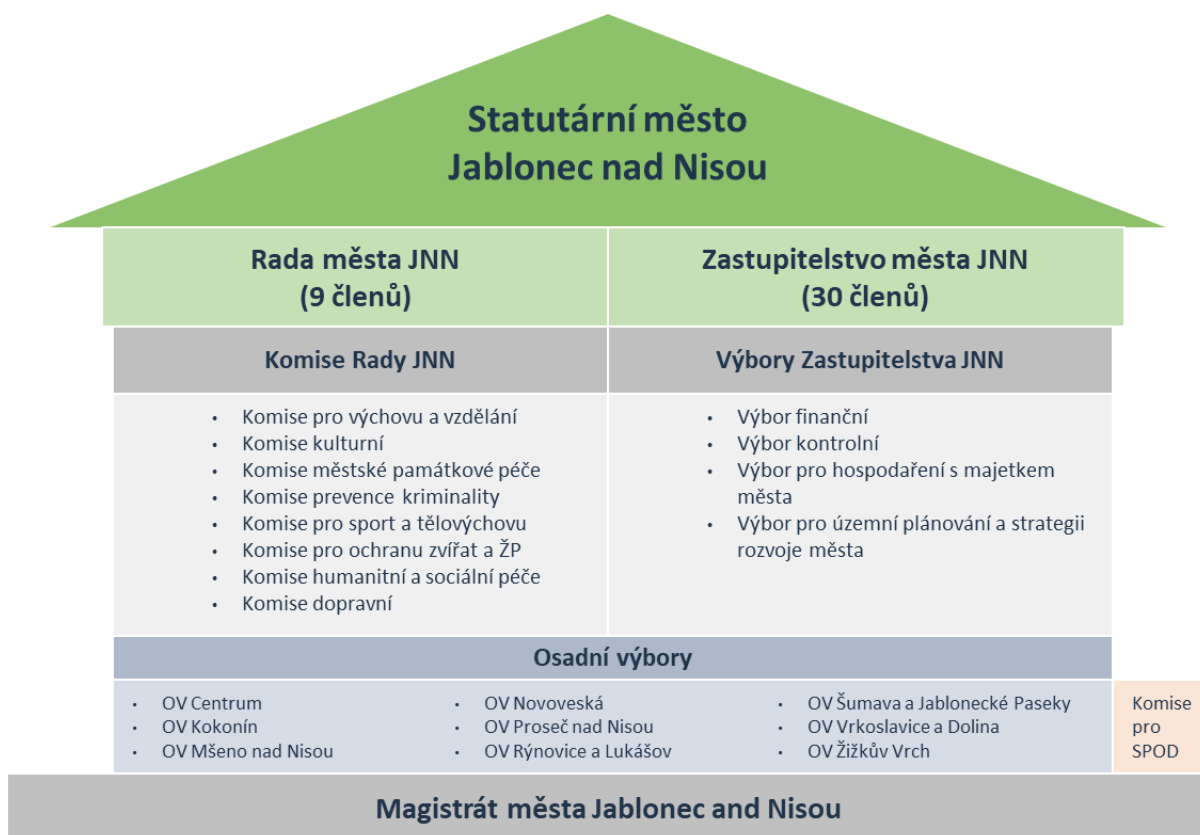 Statutární město
Jablonec nad Nisou
Rada města JNN
(9 členů)
Zastupitelstvo města JNN
(30 členů)
Komise Rady JNN
Výbory Zastupitelstva JNN
• Komise pro výchovu a vzdělání
• Komise kulturní
• Komise městské památkové péče
• Komise prevence kriminality
• Komise pro sport a tělovýchovu
• Komise pro ochranu zvířat a ŽP
• Komise humanitní a sociální péče
• Komise dopravní
• Výbor finanční
• Výbor kontrolní
• Výbor pro hospodaření s majetkem
města
• Výbor pro územní plánování a strategii
rozvoje města
Osadní výbory
• OV Centrum
• OV Kokonín
• OV Mšeno nad Nisou
• OV Novoveská
• OV Proseč nad Nisou
• OV Rýnovice a Lukášov
• OV Šumava a Jablonecké Paseky
• OV Vrkoslavice a Dolina
• OV Žižkův Vrch
Komise
pro
SPOD
Magistrát města Jablonec and Nisou